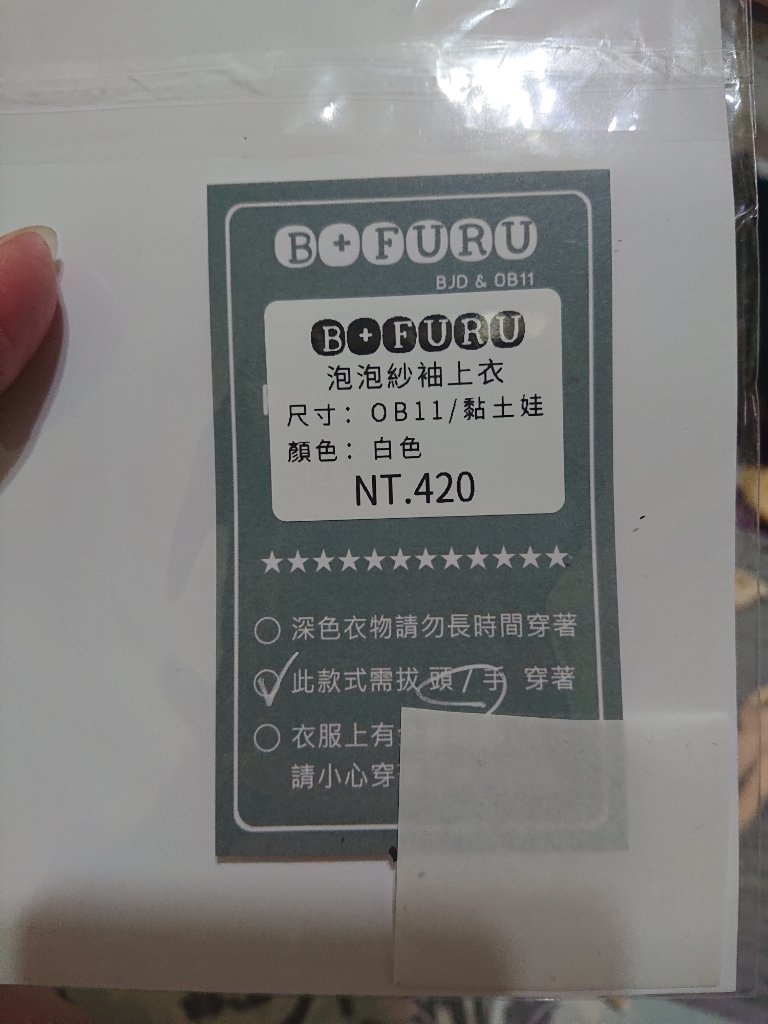 B+FURU
BJD & OB11
B+FURU
泡泡紗袖上衣
尺寸：OB11/黏土娃
顏色：白色
NT.420
★★★★★★★★★★★★
○ 深色衣物請勿長時間穿著
○ 此款式需拔 頭 / 手 穿著
○ 衣服上有
請小心穿